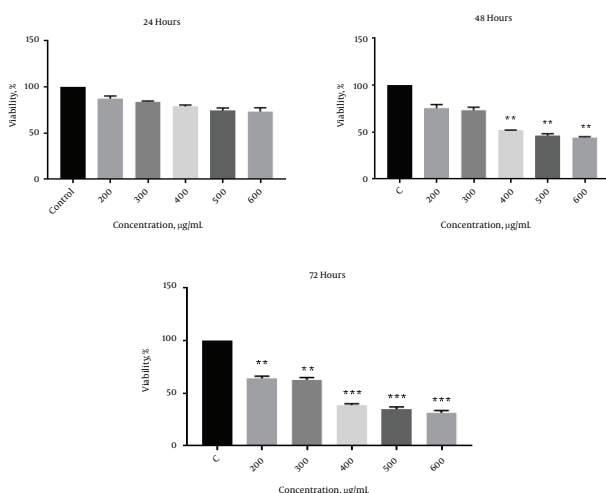 24 Hours
150
100
50
0
Viability, %
Control
200
300
400
500
600
Concentration, µg/mL
48 Hours
150
100
50
0
Viability, %
**
**
**
C
200
300
400
500
600
Concentration, µg/mL
72 Hours
150
100
50
0
Viability, %
**
**
***
***
***
C
200
300
400
500
600
Concentration, µg/mL